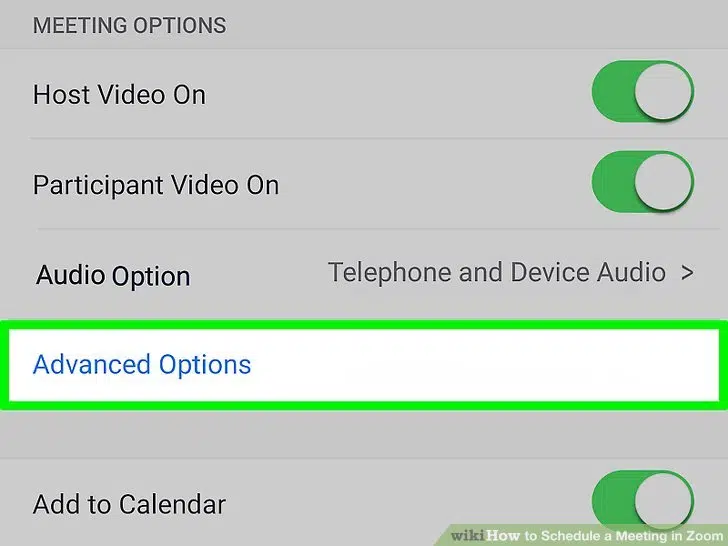 MEETING OPTIONS
Host Video On
Participant Video On
Audio Option Telephone and Device Audio >
Advanced Options
Add to Calendar
wikiHow to Schedule a Meeting in Zoom